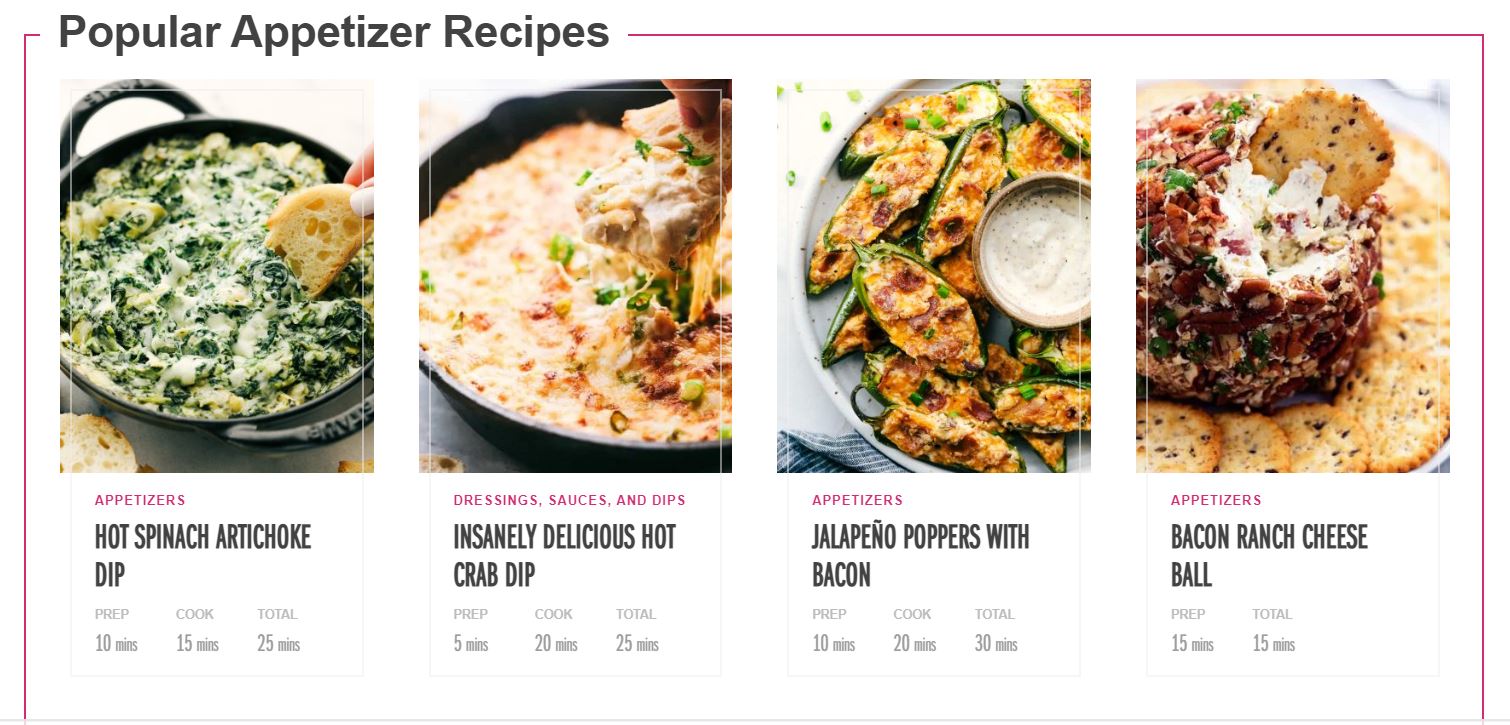 Popular Appetizer Recipes
APPETIZERS
HOT SPINACH ARTICHOKE
DIP
PREP COOK TOTAL
10 mins 15 mins 25 mins
DRESSINGS, SAUCES, AND DIPS
INSANELY DELICIOUS HOT
CRAB DIP
PREP COOK TOTAL
5 mins 20 mins 25 mins
APPETIZERS
JALAPEÑO POPPERS WITH
BACON
PREP COOK TOTAL
10 mins 20 mins 30 mins
APPETIZERS
BACON RANCH CHEESE
BALL
PREP TOTAL
15 mins 15 mins